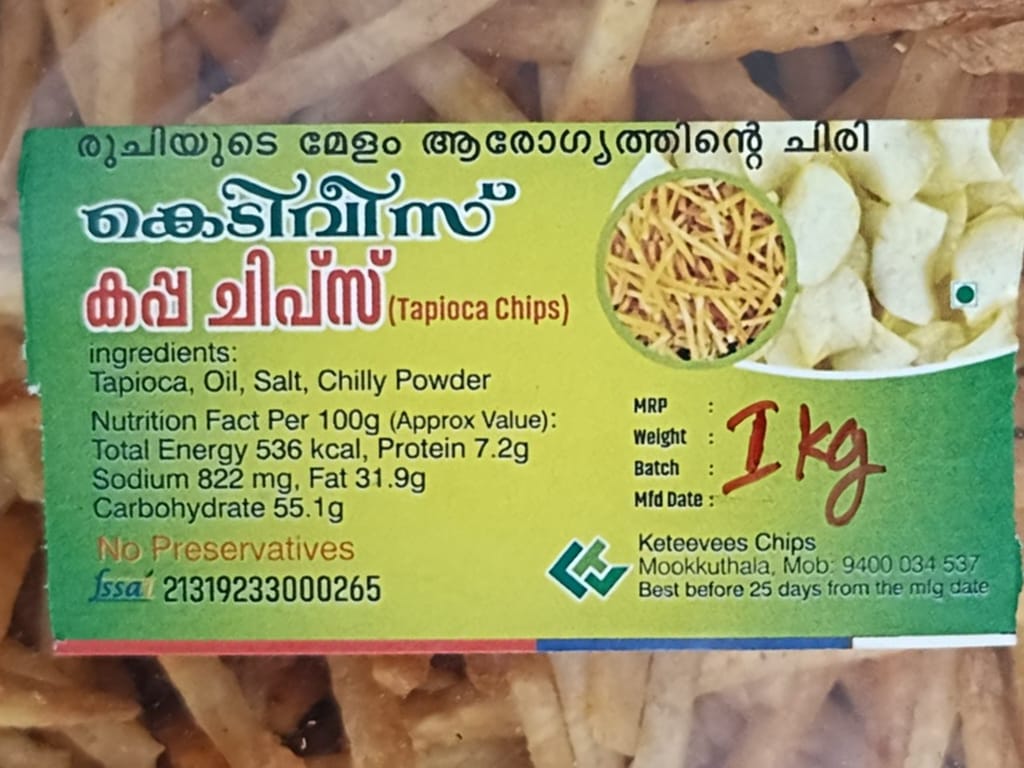 രുചിയുടെ മേളം ആരോഗ്യത്തിന്റെ ചിരി
കെടിവീസ്
കപ്പ ചിപ്സ് (Tapioca Chips)
ingredients:
Tapioca, Oil, Salt, Chilly Powder
Nutrition Fact Per 100g (Approx Value):
Total Energy 536 kcal, Protein 7.2g
Sodium 822 mg, Fat 31.9g
Carbohydrate 55.1g
No Preservatives
fssai 21319233000265
MRP :
Weight :
Batch :
Mfd Date :
1 kg
Keteevees Chips
Mookkuthala, Mob: 9400 034 537
Best before 25 days from the mfg date